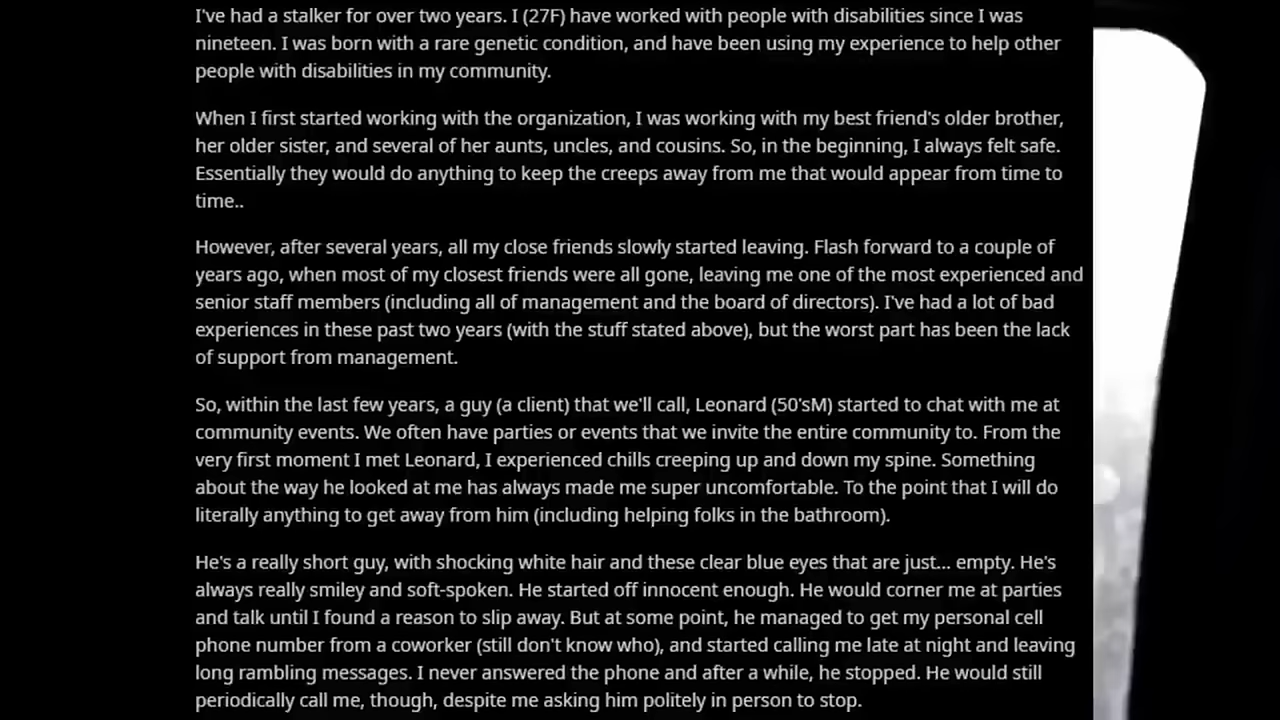 I've had a stalker for over two years. I (27F) have worked with people with disabilities since I was
nineteen. I was born with a rare genetic condition, and have been using my experience to help other
people with disabilities in my community.
When I first started working with the organization, I was working with my best friend's older brother,
her older sister, and several of her aunts, uncles, and cousins. So, in the beginning, I always felt safe.
Essentially they would do anything to keep the creeps away from me that would appear from time to
time..
However, after several years, all my close friends slowly started leaving. Flash forward to a couple of
years ago, when most of my closest friends were all gone, leaving me one of the most experienced and
senior staff members (including all of management and the board of directors). I've had a lot of bad
experiences in these past two years (with the stuff stated above), but the worst part has been the lack
of support from management.
So, within the last few years, a guy (a client) that we'll call, Leonard (50'sM) started to chat with me at
community events. We often have parties or events that we invite the entire community to. From the
very first moment I met Leonard, I experienced chills creeping up and down my spine. Something
about the way he looked at me has always made me super uncomfortable. To the point that I will do
literally anything to get away from him (including helping folks in the bathroom).
He's a really short guy, with shocking white hair and these clear blue eyes that are just... empty. He's
always really smiley and soft-spoken. He started off innocent enough. He would corner me at parties
and talk until I found a reason to slip away. But at some point, he managed to get my personal cell
phone number from a coworker (still don't know who), and started calling me late at night and leaving
long rambling messages. I never answered the phone and after a while, he stopped. He would still
periodically call me, though, despite me asking him politely in person to stop.